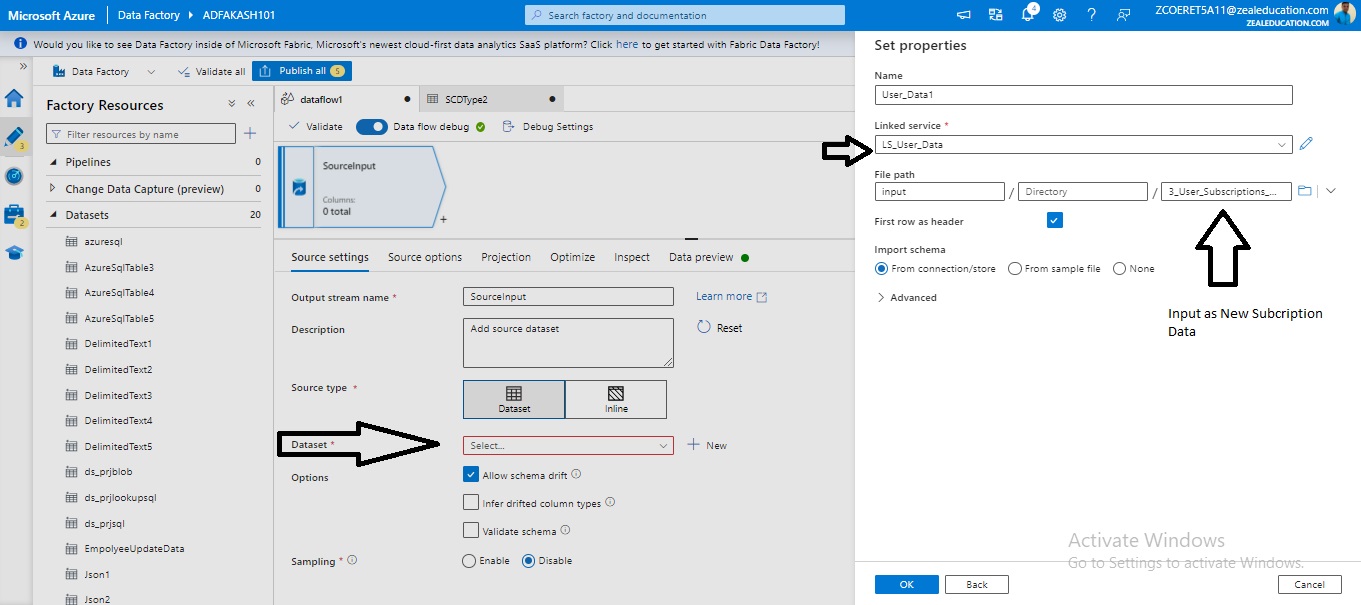 Microsoft Azure
Data Factory
ADFAKASH101
Search factory and documentation
4
ZCOERET5A11@zealeducation.com
ZEALEDUCATION.COM
Would you like to see Data Factory inside of Microsoft Fabric, Microsoft's newest cloud-first data analytics SaaS platform? Click here to get started with Fabric Data Factory!
Data Factory
Validate all
Publish all 5
3
2
Factory Resources
Filter resources by name
Pipelines 0
Change Data Capture (preview) 0
Datasets 20
azuresql
AzureSqlTable3
AzureSqlTable4
AzureSqlTable5
DelimitedText1
DelimitedText2
DelimitedText3
DelimitedText4
DelimitedText5
ds_prjblob
ds_prjlookupsql
ds_prjsql
EmpolyeeUpdateData
Json1
Json2
dataflow1
SCDType2
Validate
Data flow debug
Debug Settings
SourceInput
Columns:
0 total
+
Source settings
Source options
Projection
Optimize
Inspect
Data preview
Output stream name *
SourceInput
Learn more
Description
Add source dataset
Reset
Source type *
Dataset
Inline
Dataset *
Select...
New
Options
Allow schema drift
Infer drifted column types
Validate schema
Sampling *
Enable
Disable
Set properties
Name
User_Data1
Linked service *
LS_User_Data
File path
input
/
Directory
/
3_User_Subscriptions_...
First row as header
Import schema
From connection/store
From sample file
None
Advanced
Input as New Subcription
Data
Activate Windows
Go to Settings to activate Windows.
OK
Back
Cancel